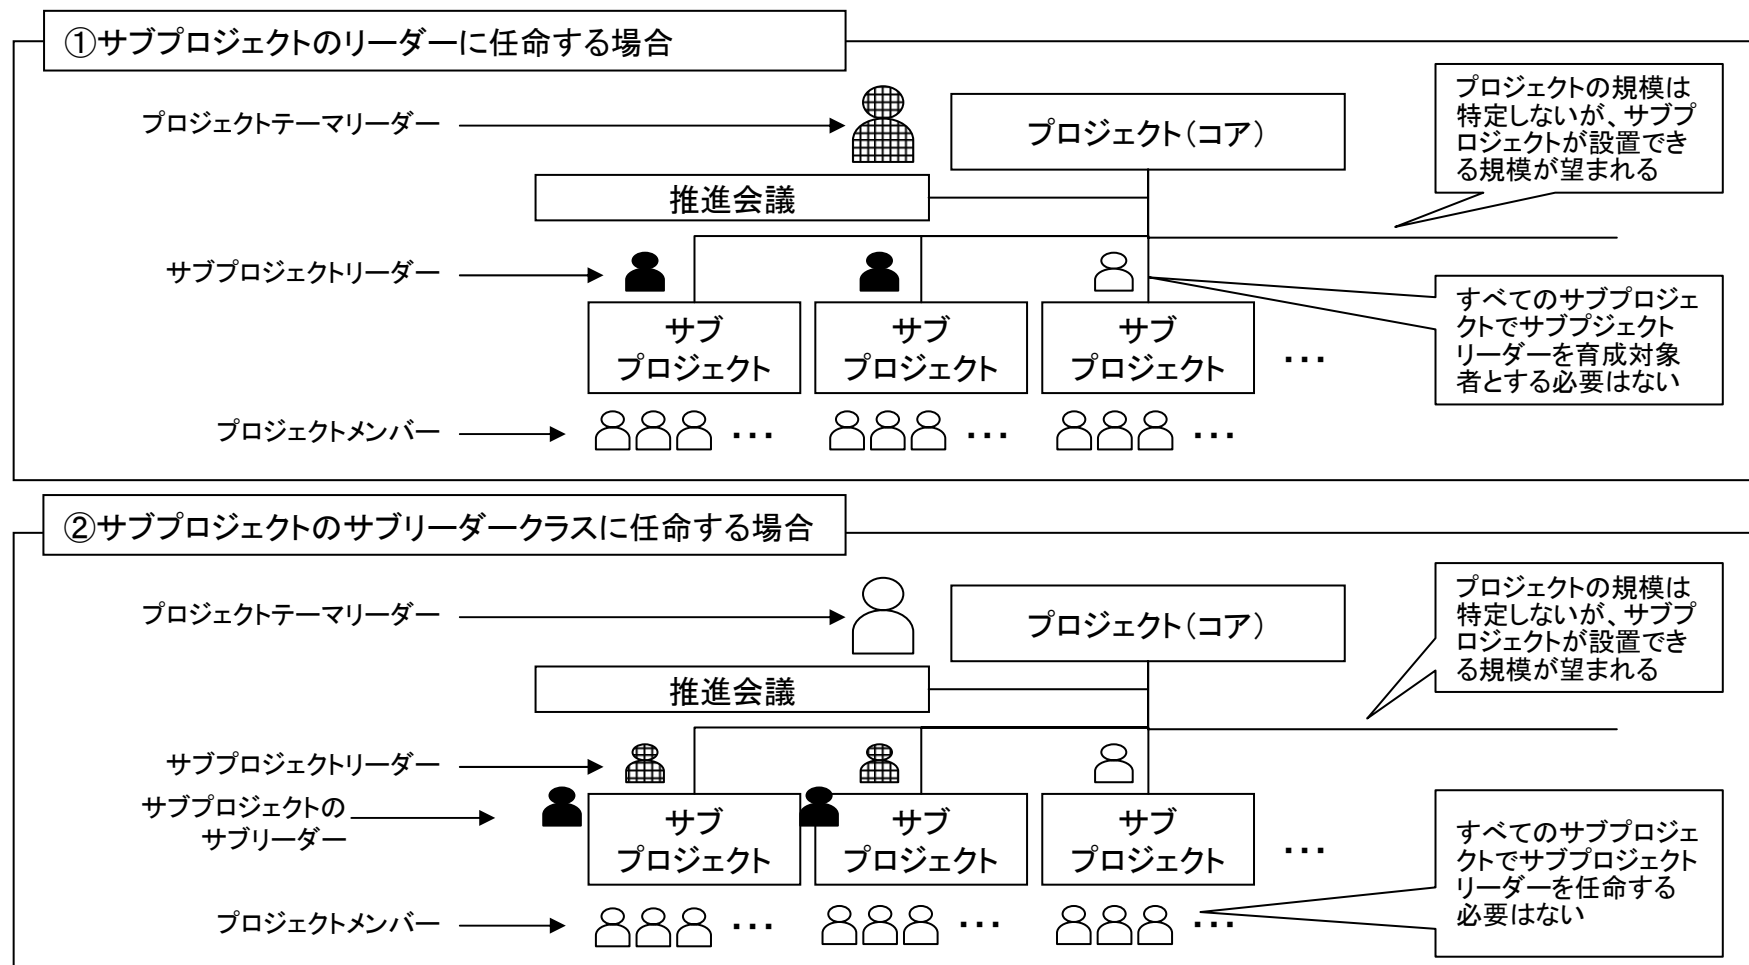 ①サブプロジェクトのリーダーに任命する場合
プロジェクトテーマリーダー
プロジェクト(コア)
プロジェクトの規模は
特定しないが、サブプ
ロジェクトが設置でき
る規模が望まれる
推進会議
サブプロジェクトリーダー
サブ
プロジェクト
サブ
プロジェクト
サブ
プロジェクト
･･･
すべてのサブプロジェ
クトでサブプジェクト
リーダーを育成対象
者とする必要はない
プロジェクトメンバー
･･･
･･･
･･･
②サブプロジェクトのサブリーダークラスに任命する場合
プロジェクトテーマリーダー
プロジェクト(コア)
プロジェクトの規模は
特定しないが、サブプ
ロジェクトが設置でき
る規模が望まれる
推進会議
サブプロジェクトリーダー
サブプロジェクトの
サブリーダー
サブ
プロジェクト
サブ
プロジェクト
サブ
プロジェクト
･･･
すべてのサブプロジェ
クトでサブプロジェクト
リーダーを任命する
必要はない
プロジェクトメンバー
･･･
･･･
･･･